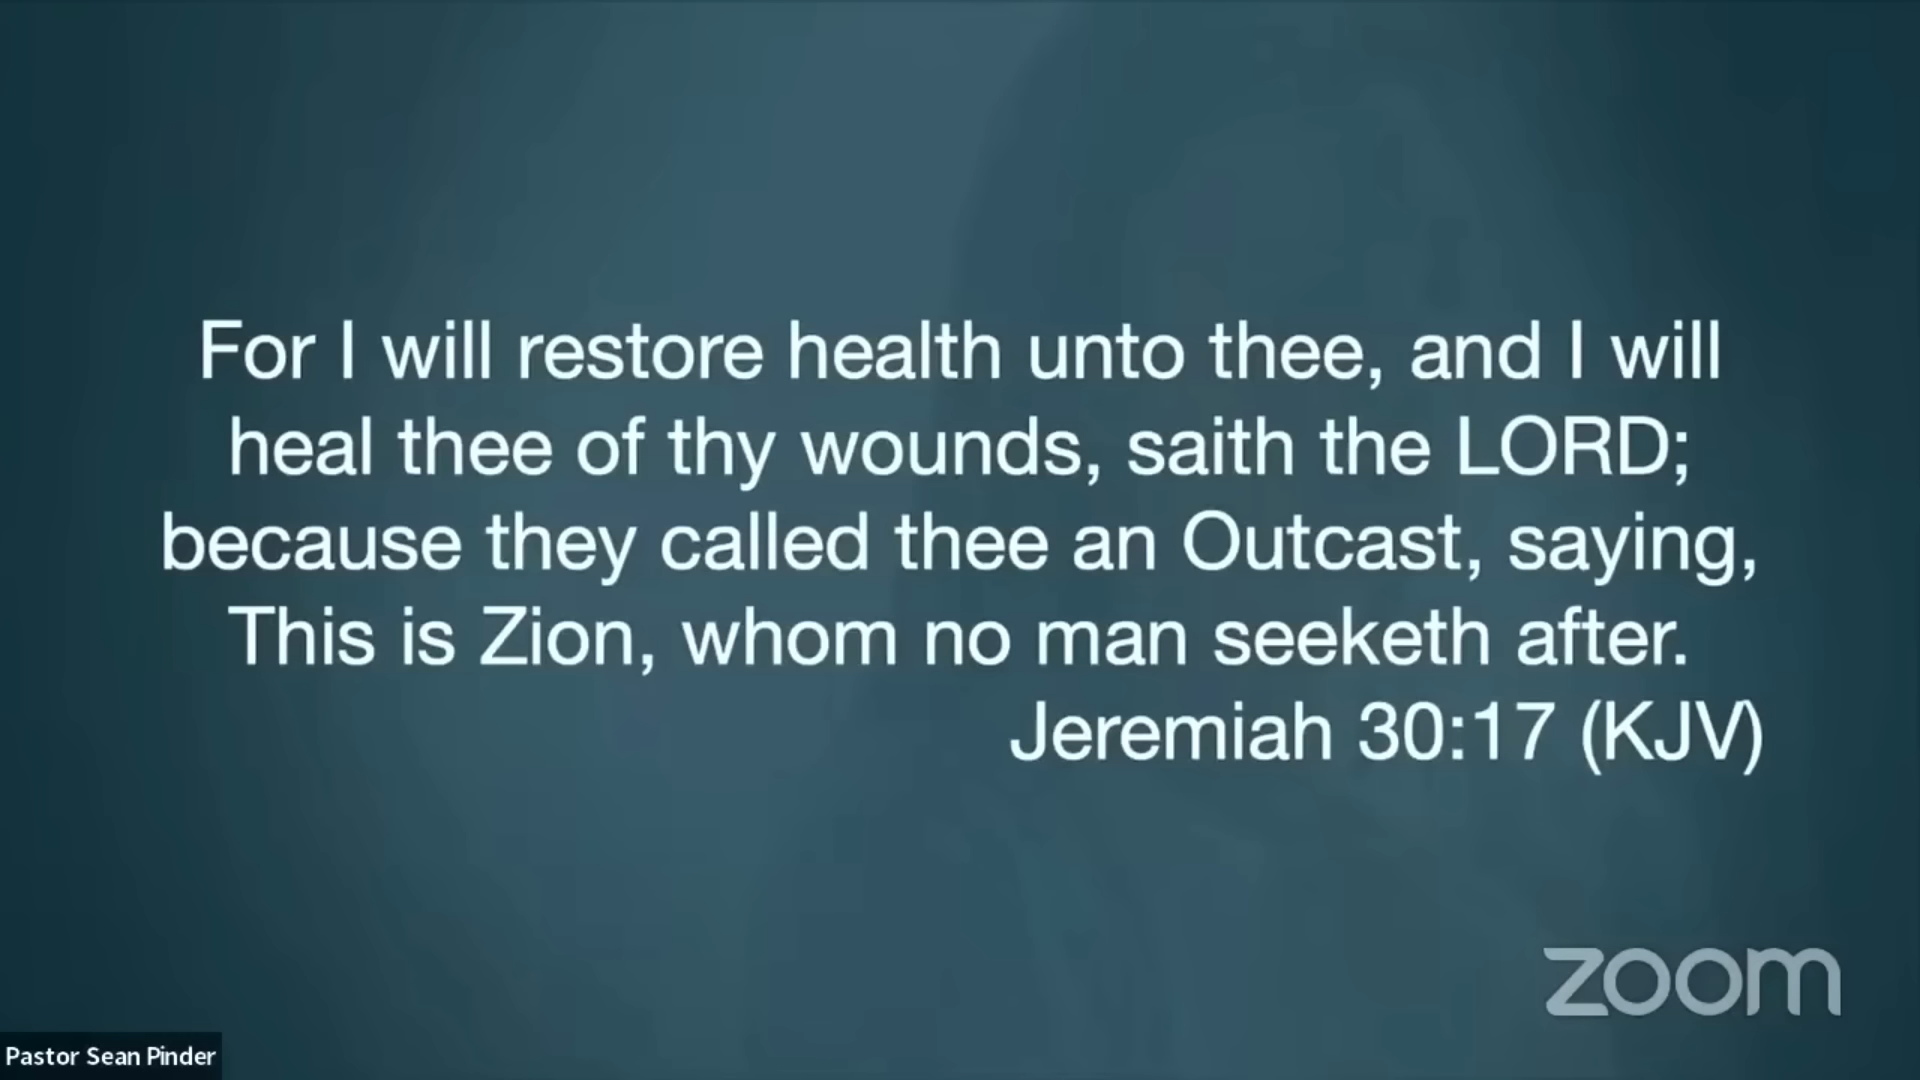 For I will restore health unto thee, and I will
heal thee of thy wounds, saith the LORD;
because they called thee an Outcast, saying,
This is Zion, whom no man seeketh after.
Jeremiah 30:17 (KJV)
zoom
Pastor Sean Pinder